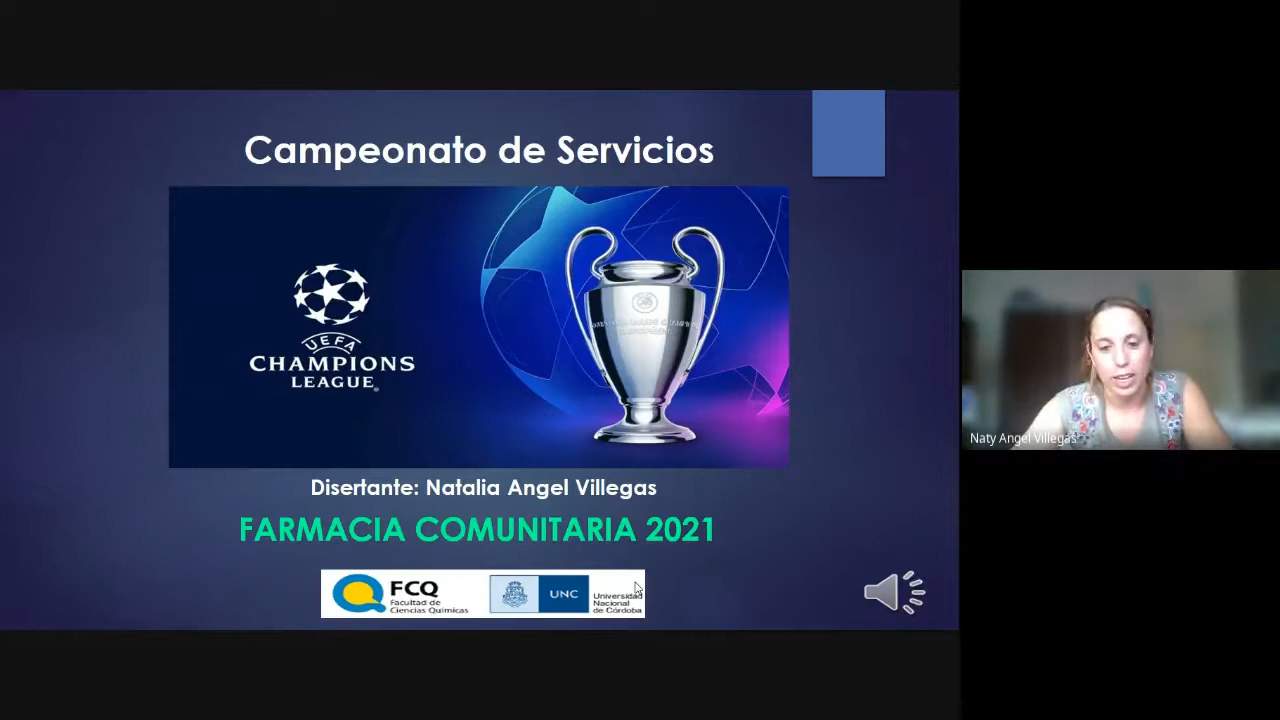 Campeonato de Servicios
UEFA
CHAMPIONS
LEAGUE
Disertante: Natalia Angel Villegas
FARMACIA COMUNITARIA 2021
FCQ
Facultad de
Ciencias Químicas
UNC
Universidad
Nacional
de Córdoba
Naty Angel Villegas